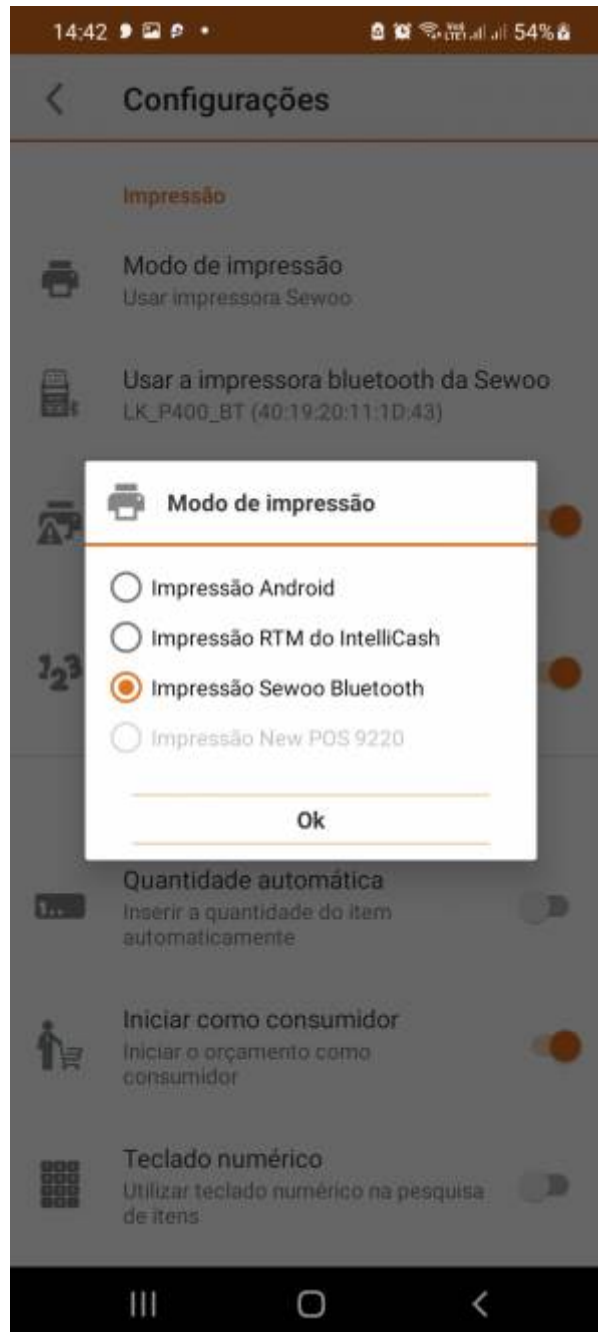 14:42 54%
Configurações
Impressão
Modo de impressão
Usar impressora Sewoo
Usar a impressora bluetooth da Sewoo
LK_P400_BT (40:19:20:11:1D:43)
Modo de impressão
Impressão Android
Impressão RTM do IntelliCash
123
Impressão Sewoo Bluetooth
Impressão New POS 9220
Ok
Quantidade automática
1..
Inserir a quantidade do item
automaticamente
Iniciar como consumidor
Iniciar o orçamento como
consumidor
Teclado numérico
Utilizar teclado numérico na pesquisa
de itens